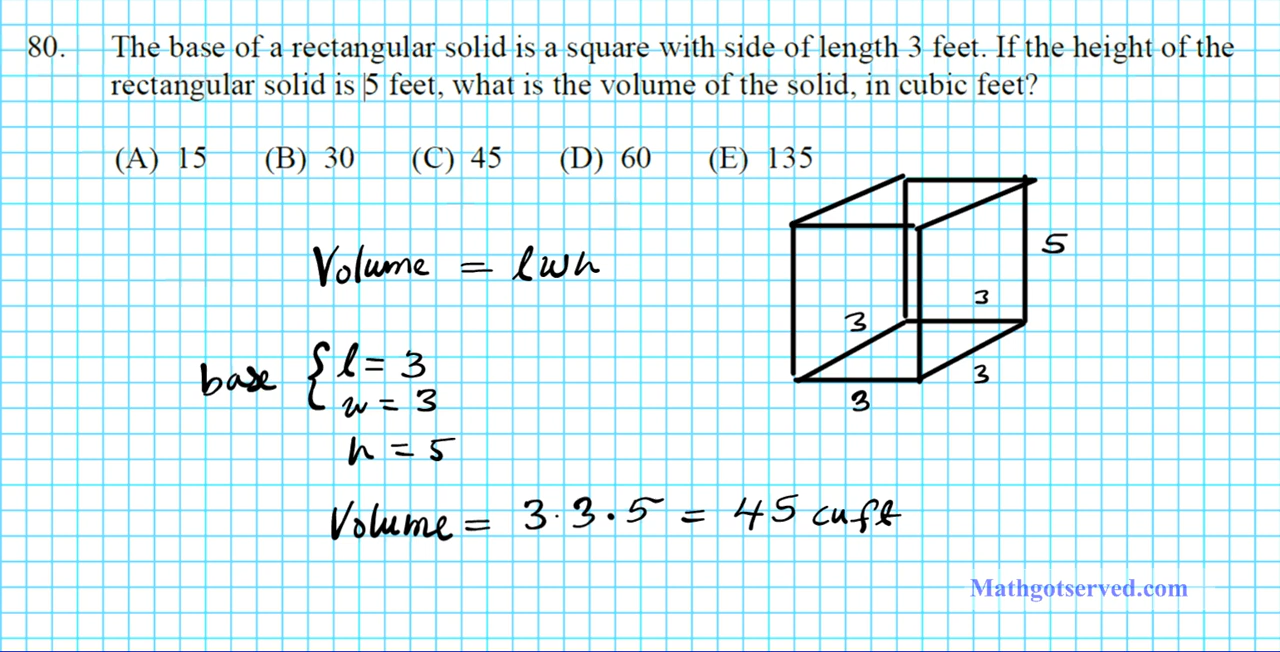 80. The base of a rectangular solid is a square with side of length 3 feet. If the height of the
rectangular solid is 5 feet, what is the volume of the solid, in cubic feet?
(A) 15 (B) 30 (C) 45 (D) 60 (E) 135
Volume = lwh
5
3
3
base { l = 3
w = 3
3
3
h = 5
Volume = 3·3·5 = 45 cuft
Mathgotserved.com